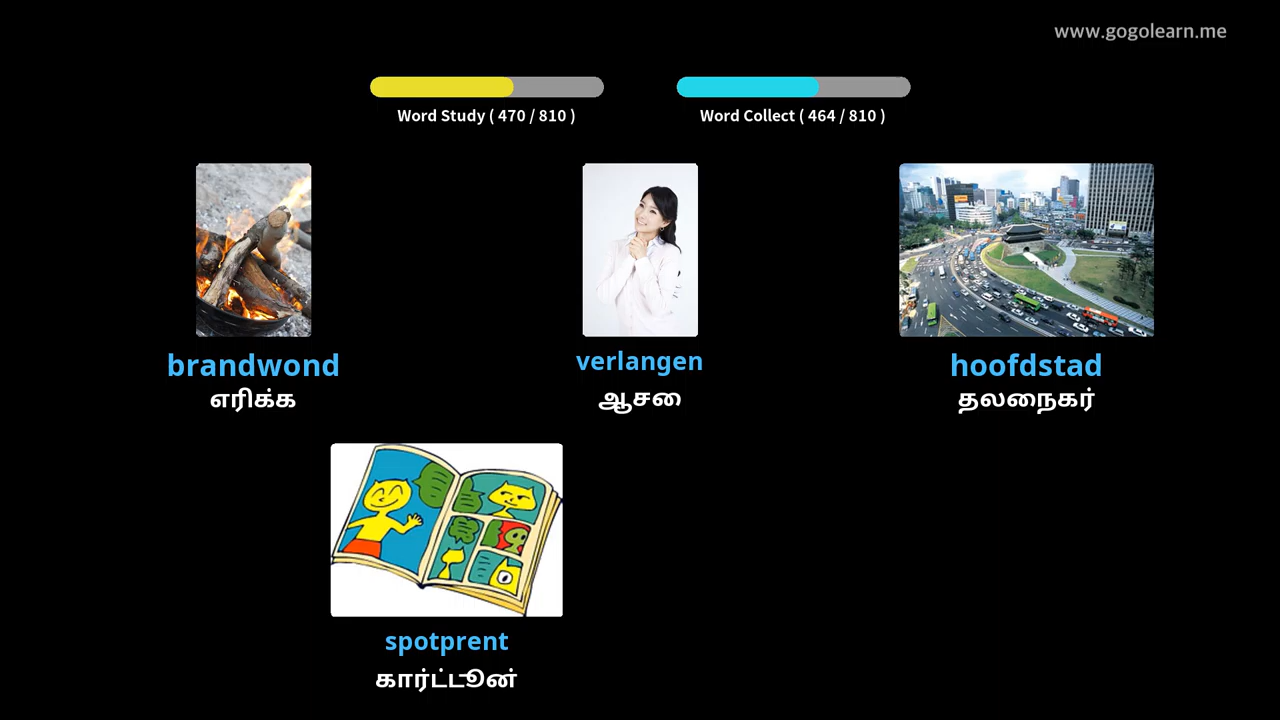 www.gogolearn.me
Word Study ( 470 / 810 )
Word Collect ( 464 / 810 )
brandwond
எரிக்க
verlangen
ஆசை
hoofdstad
தலைநகர்
spotprent
கார்ட்டூன்